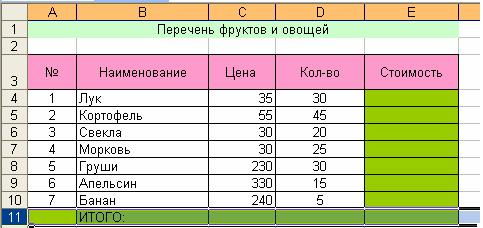 A B C D E
1 Перечень фруктов и овощей
2
3 № Наименование Цена Кол-во Стоимость
4 1 Лук 35 30
5 2 Кортофель 55 45
6 3 Свекла 30 20
7 4 Морковь 30 25
8 5 Груши 230 30
9 6 Апельсин 330 15
10 7 Банан 240 5
11 ИТОГО: